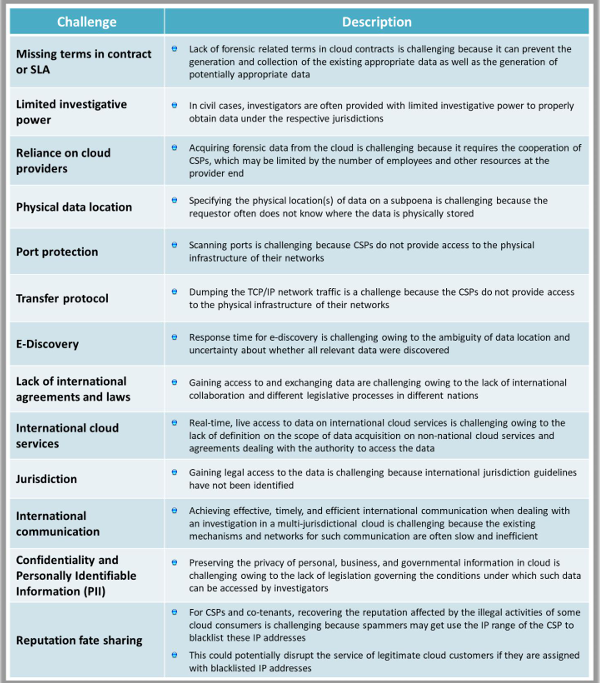 Challenge
Description
Missing terms in contract
or SLA
Lack of forensic related terms in cloud contracts is challenging because it can prevent the
generation and collection of the existing appropriate data as well as the generation of
potentially appropriate data
Limited investigative
power
In civil cases, investigators are often provided with limited investigative power to properly
obtain data under the respective jurisdictions
Reliance on cloud
providers
Acquiring forensic data from the cloud is challenging because it requires the cooperation of
CSPs, which may be limited by the number of employees and other resources at the
provider end
Physical data location
Specifying the physical location(s) of data on a subpoena is challenging because the
requestor often does not know where the data is physically stored
Port protection
Scanning ports is challenging because CSPs do not provide access to the physical
infrastructure of their networks
Transfer protocol
Dumping the TCP/IP network traffic is a challenge because the CSPs do not provide access
to the physical infrastructure of their networks
E-Discovery
Response time for e-discovery is challenging owing to the ambiguity of data location and
uncertainty about whether all relevant data were discovered
Lack of international
agreements and laws
Gaining access to and exchanging data are challenging owing to the lack of international
collaboration and different legislative processes in different nations
International cloud
services
Real-time, live access to data on international cloud services is challenging owing to the
lack of definition on the scope of data acquisition on non-national cloud services and
agreements dealing with the authority to access the data
Jurisdiction
Gaining legal access to the data is challenging because international jurisdiction guidelines
have not been identified
International
communication
Achieving effective, timely, and efficient international communication when dealing with
an investigation in a multi-jurisdictional cloud is challenging because the existing
mechanisms and networks for such communication are often slow and inefficient
Confidentiality and
Personally Identifiable
Information (PII)
Preserving the privacy of personal, business, and governmental information in cloud is
challenging owing to the lack of legislation governing the conditions under which such data
can be accessed by investigators
Reputation fate sharing
For CSPs and co-tenants, recovering the reputation affected by the illegal activities of some
cloud consumers is challenging because spammers may get use the IP range of the CSP to
blacklist these IP addresses
This could potentially disrupt the service of legitimate cloud customers if they are assigned
with blacklisted IP addresses